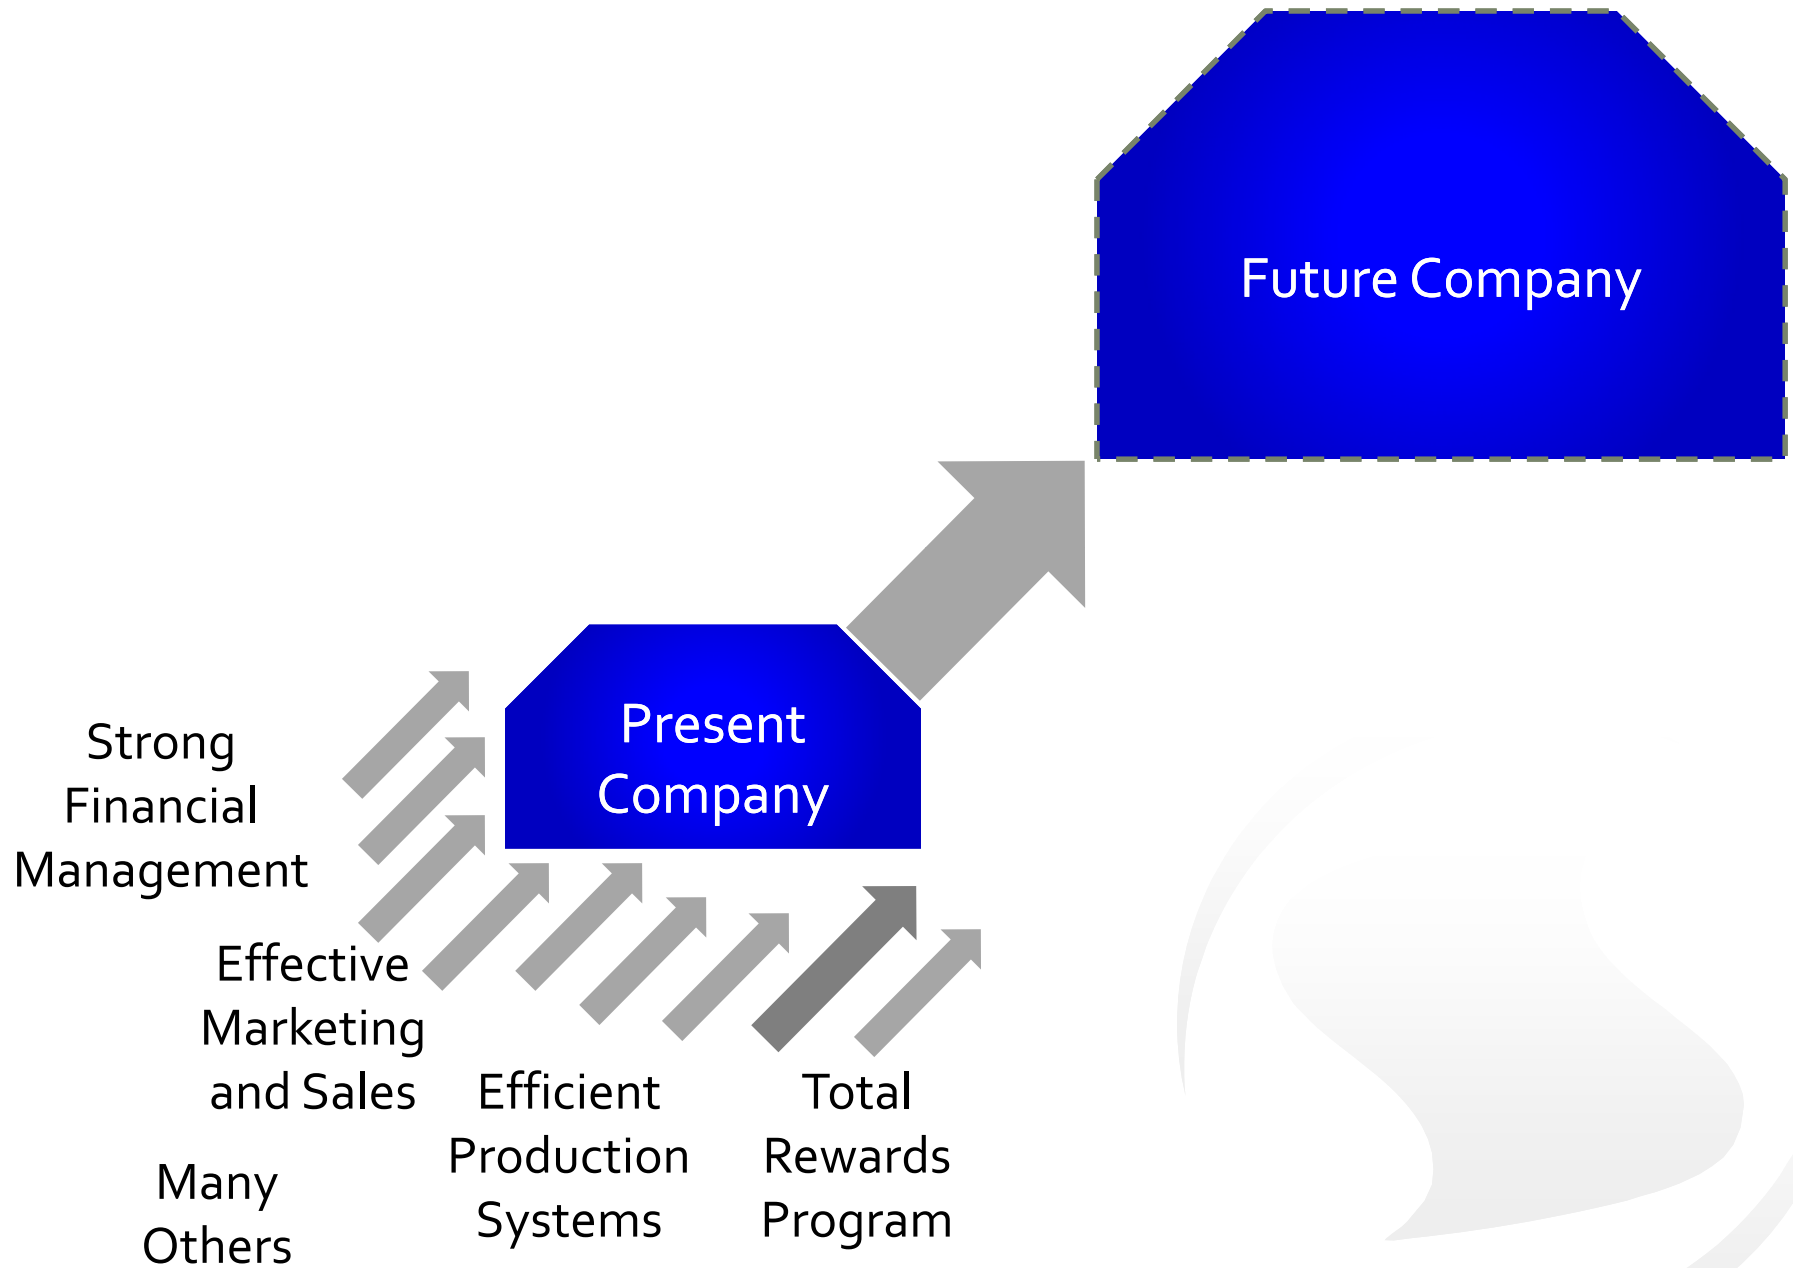 Future Company
Present
Company
Strong
Financial
Management
Effective
Marketing
and Sales
Efficient
Production
Systems
Total
Rewards
Program
Many
Others